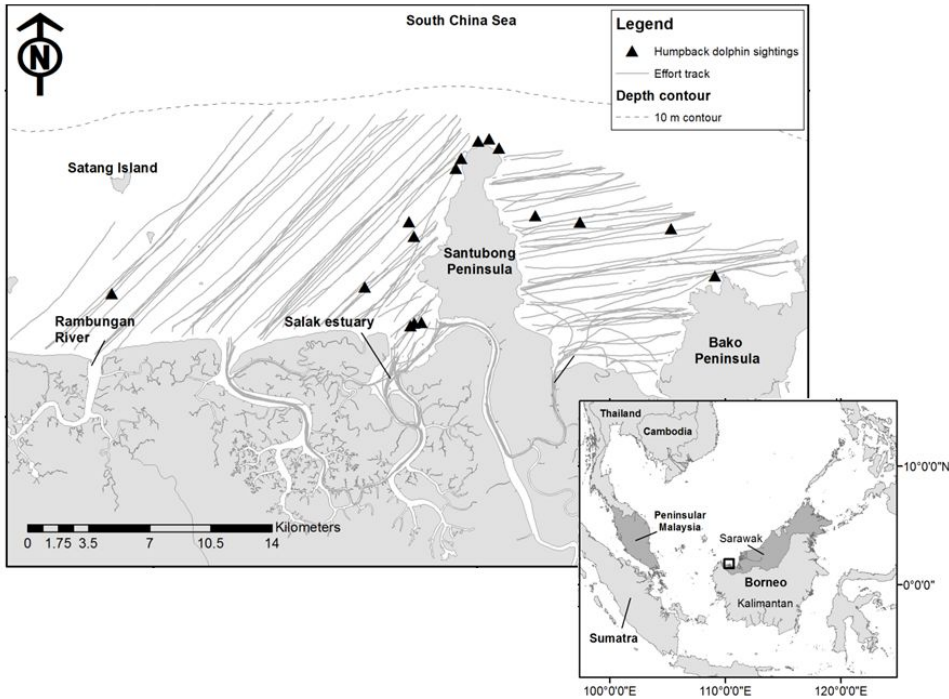 South China Sea
N
Legend
Humpback dolphin sightings
Effort track
Depth contour
10 m contour
Satang Island
Santubong
Peninsula
Rambungan
River
Salak estuary
Bako
Peninsula
Kilometers
0 1.75 3.5 7 10.5 14
Thailand
Cambodia
10°0'0"N
Peninsular
Malaysia
Sarawak
Borneo
0°0'0"
Kalimantan
Sumatra
100°0'0"E 110°0'0"E 120°0'0"E